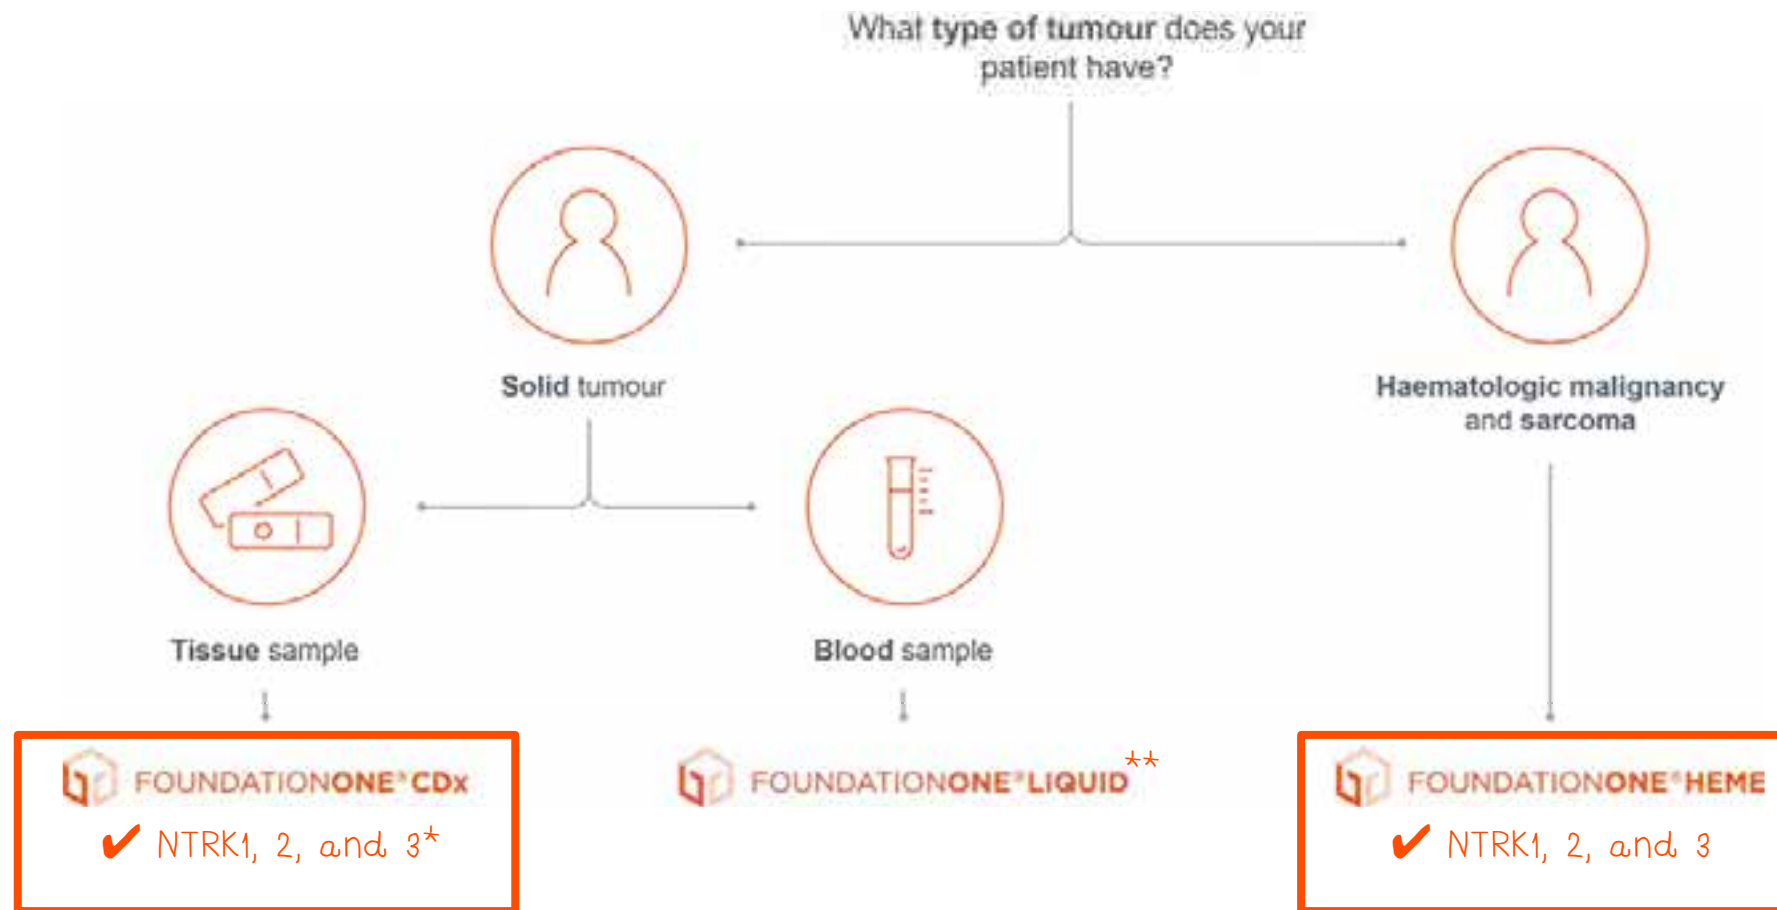 What type of tumour does your
patient have?
Solid tumour
Haematologic malignancy
and sarcoma
Tissue sample
Blood sample
FOUNDATIONONE®CDx
FOUNDATIONONE®LIQUID**
FOUNDATIONONE®HEME
✔ NTRK1, 2, and 3*
✔ NTRK1, 2, and 3